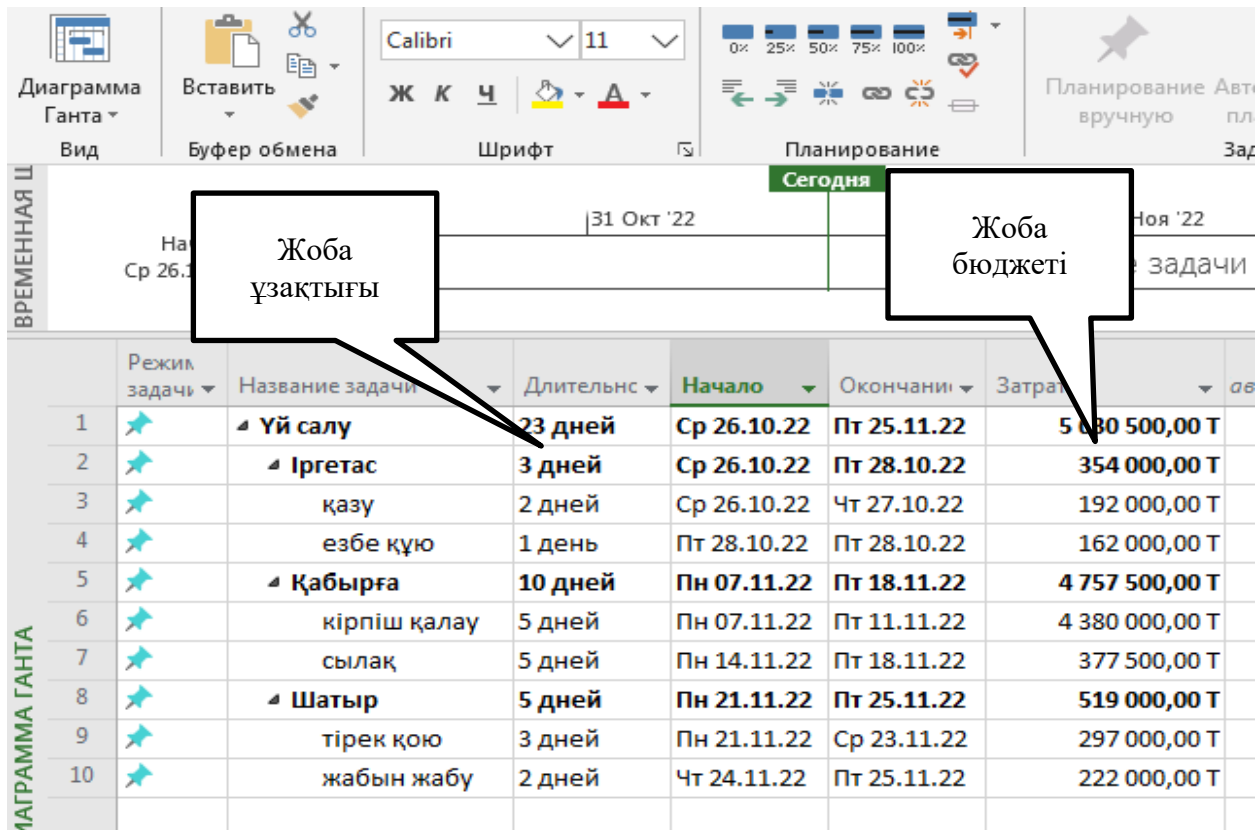 Calibri 11
0% 25% 50% 75% 100%
Диаграмма Ганта
Вставить
Ж К Ч А
Планирование вручную
Вид Буфер обмена Шрифт Планирование
Сегодня
31 Окт '22
Ноя '22
Ср 26.1
задачи
Жоба
ұзақтығы
Жоба
бюджеті
Режим задачи Название задачи Длительнс Начало Окончание Затрат
1 Үй салу 23 дней Ср 26.10.22 Пт 25.11.22 500,00 Т
2 Іргетас 3 дней Ср 26.10.22 Пт 28.10.22 354 000,00 Т
3 қазу 2 дней Ср 26.10.22 Чт 27.10.22 192 000,00 Т
4 езбе құю 1 день Пт 28.10.22 Пт 28.10.22 162 000,00 Т
5 Қабырға 10 дней Пн 07.11.22 Пт 18.11.22 4 757 500,00 Т
6 кірпіш қалау 5 дней Пн 07.11.22 Пт 11.11.22 4 380 000,00 Т
7 сылақ 5 дней Пн 14.11.22 Пт 18.11.22 377 500,00 Т
8 Шатыр 5 дней Пн 21.11.22 Пт 25.11.22 519 000,00 Т
9 тірек қою 3 дней Пн 21.11.22 Ср 23.11.22 297 000,00 Т
10 жабын жабу 2 дней Чт 24.11.22 Пт 25.11.22 222 000,00 Т
ВРЕМЕННАЯ
ИАГРАММА ГАНТА